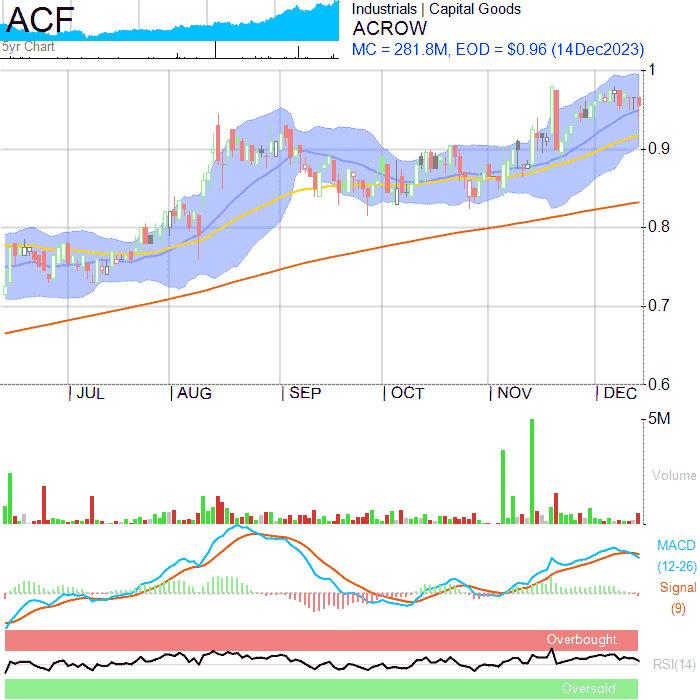 ACF
5yr Chart
Industrials | Capital Goods
ACROW
MC = 281.8M, EOD = $0.96 (14Dec2023)
1
0.9
0.8
0.7
0.6
JUL AUG SEP OCT NOV DEC
5M
Volume
MACD
(12-26)
Signal
(9)
Overbought
RSI(14)
Oversold